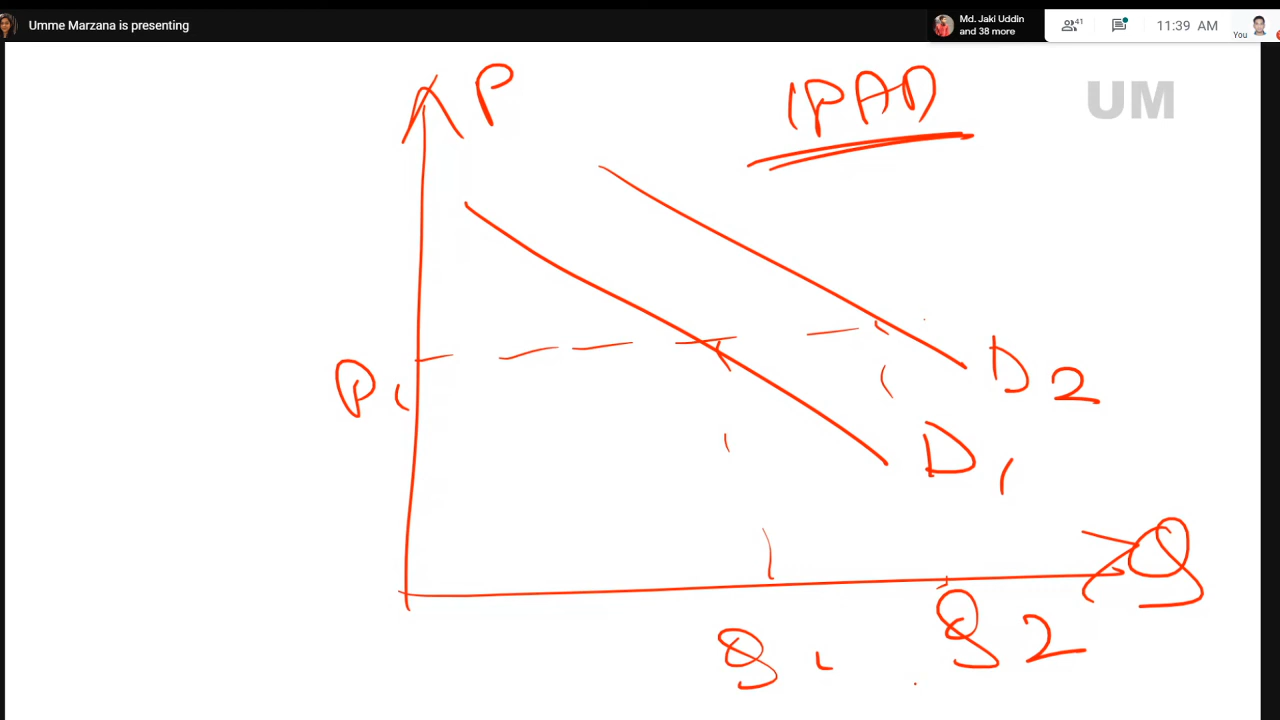 Umme Marzana is presenting
Md. Jaki Uddin
and 38 more
41
11:39 AM
You
P
IPAD
UM
P1
D2
D1
Q
Q1
Q2